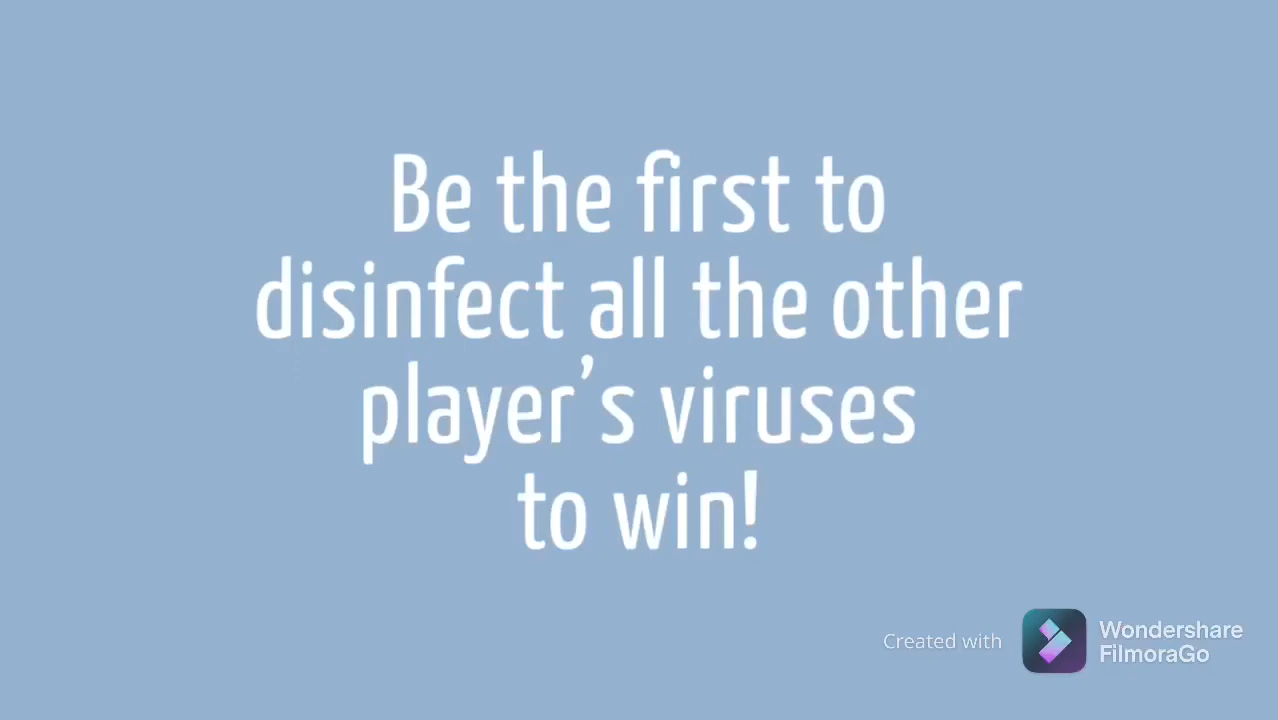 Be the first to
disinfect all the other
player’s viruses
to win!
Created with
Wondershare
FilmoraGo